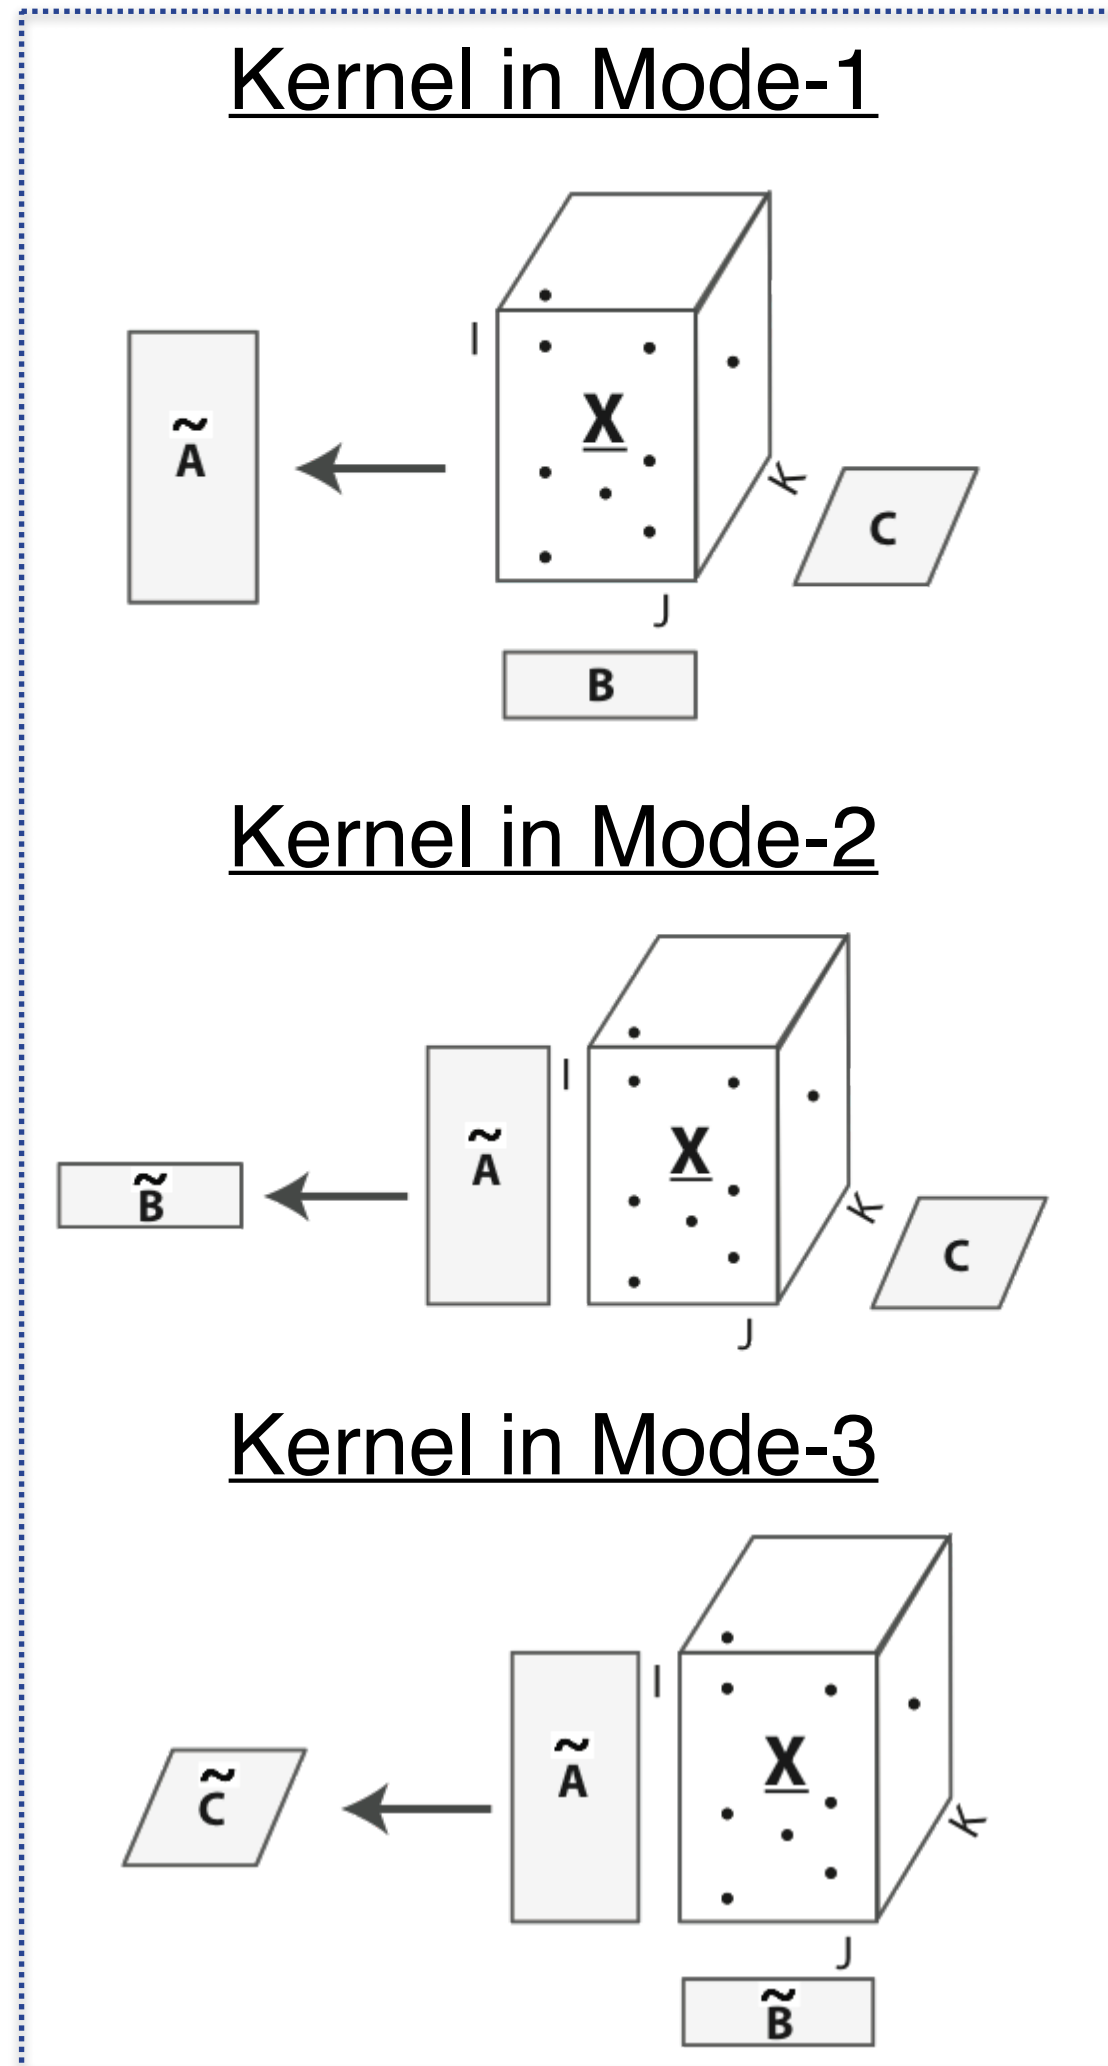 Kernel in Mode-1
I
Ã
X
K
C
J
B
Kernel in Mode-2
I
Ã
X
B̃
K
C
J
Kernel in Mode-3
I
Ã
X
C̃
K
J
B̃